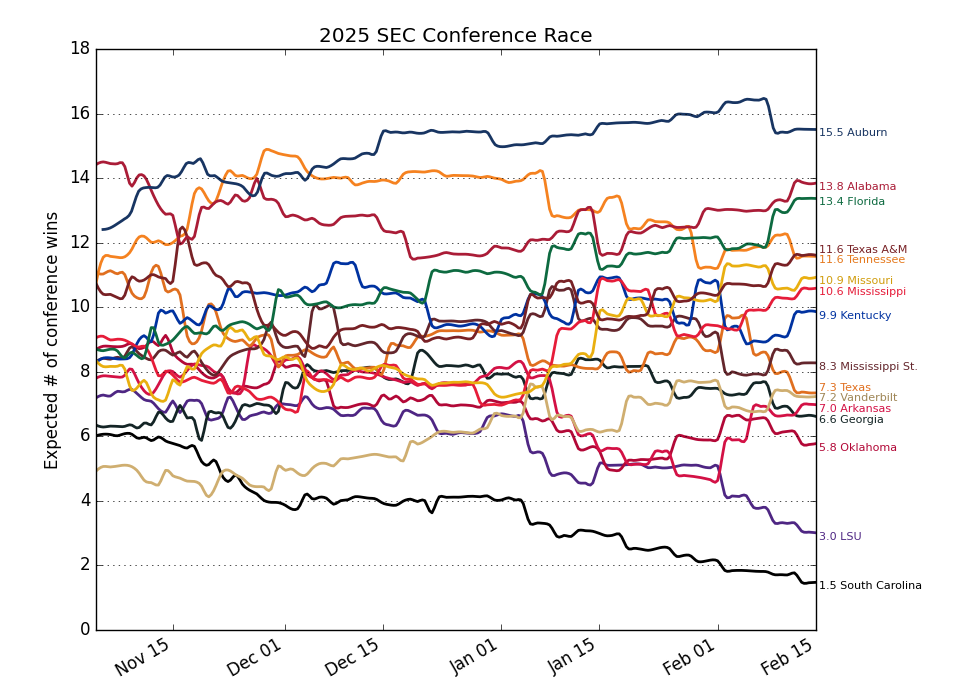 2025 SEC Conference Race
Expected # of conference wins
18
16
14
12
10
8
6
4
2
0
Nov 15
Dec 01
Dec 15
Jan 01
Jan 15
Feb 01
Feb 15
15.5 Auburn
13.8 Alabama
13.4 Florida
11.6 Texas A&M
11.6 Tennessee
10.9 Missouri
10.6 Mississippi
9.9 Kentucky
8.3 Mississippi St.
7.3 Texas
7.2 Vanderbilt
7.0 Arkansas
6.6 Georgia
5.8 Oklahoma
3.0 LSU
1.5 South Carolina